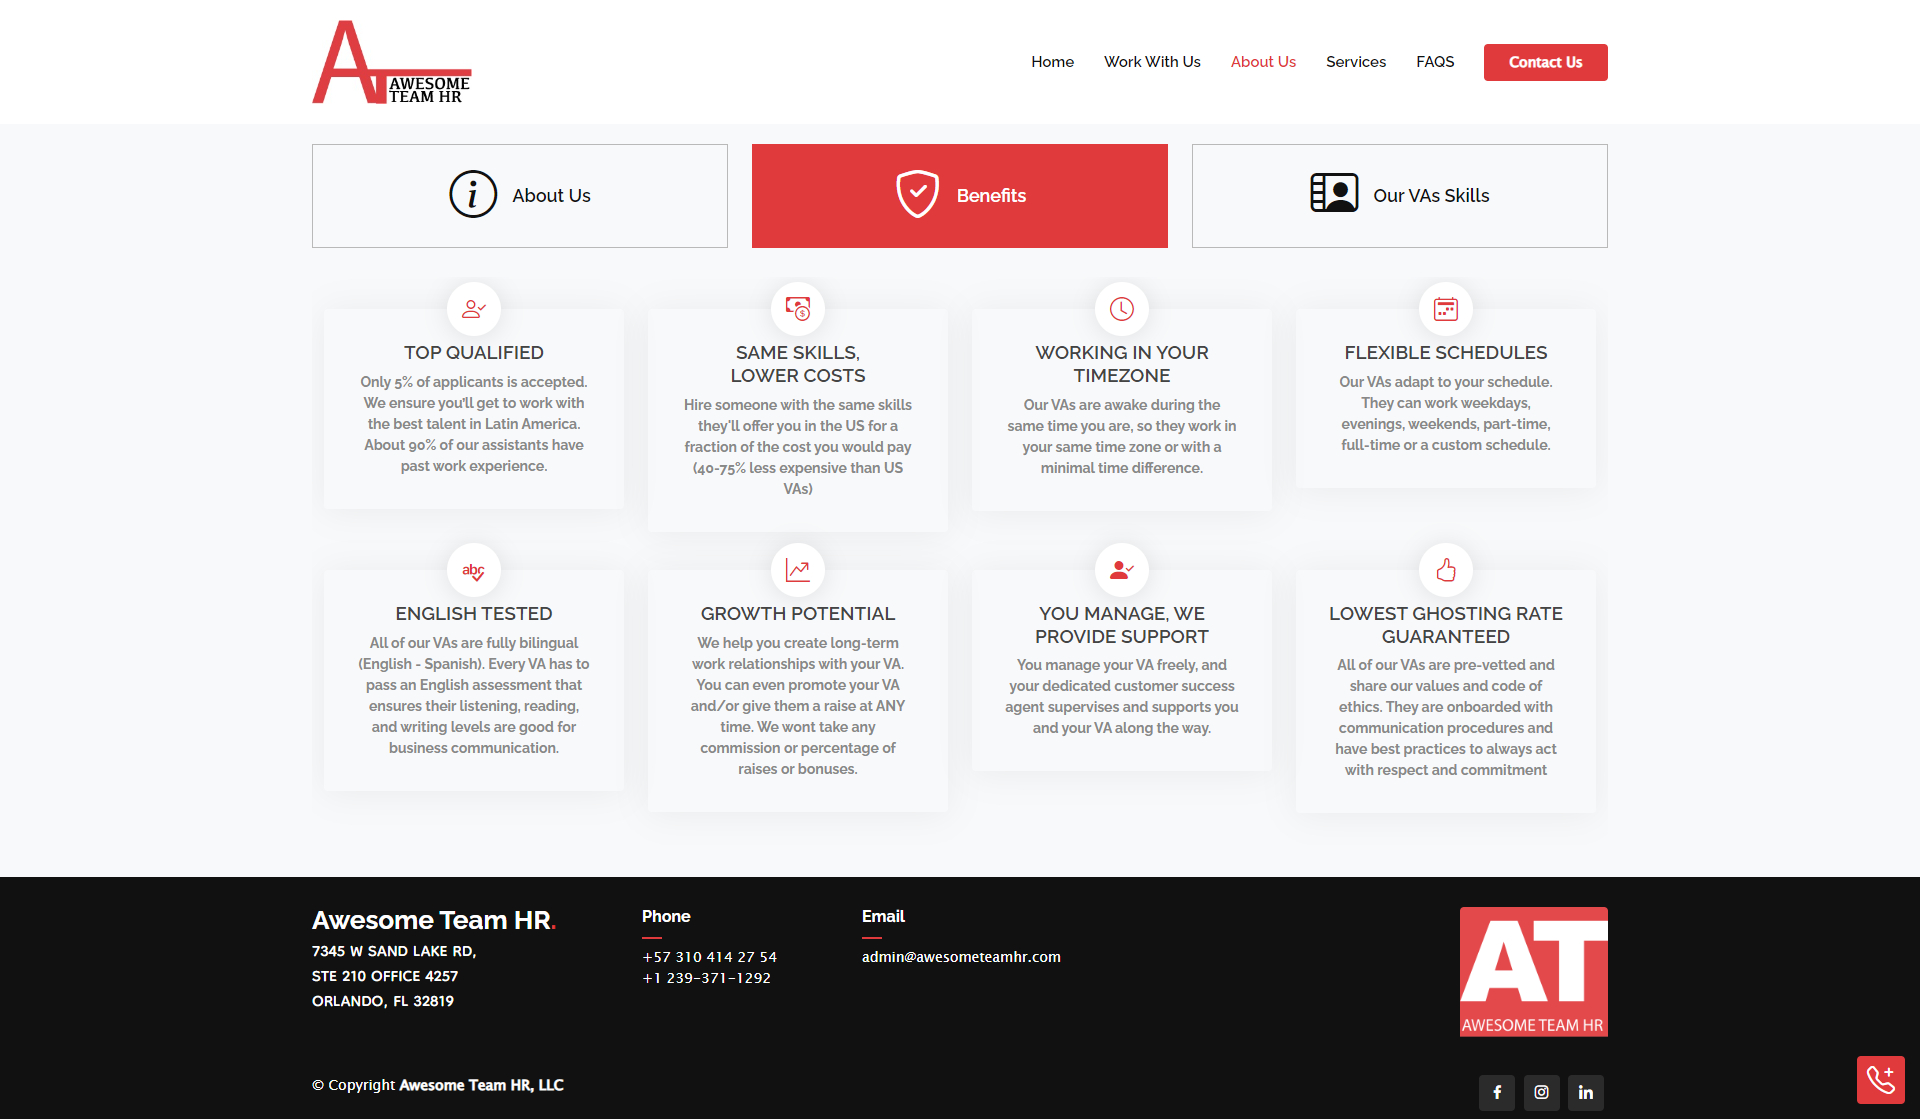 AWESOME
TEAM HR
Home
Work With Us
About Us
Services
FAQS
Contact Us
About Us
Benefits
Our VAs Skills
TOP QUALIFIED
Only 5% of applicants is accepted.
We ensure you'll get to work with
the best talent in Latin America.
About 90% of our assistants have
past work experience.
SAME SKILLS,
LOWER COSTS
Hire someone with the same skills
they'll offer you in the US for a
fraction of the cost you would pay
(40-75% less expensive than US
VAs)
WORKING IN YOUR
TIMEZONE
Our VAs are awake during the
same time you are, so they work in
your same time zone or with a
minimal time difference.
FLEXIBLE SCHEDULES
Our VAs adapt to your schedule.
They can work weekdays,
evenings, weekends, part-time,
full-time or a custom schedule.
abc
ENGLISH TESTED
All of our VAs are fully bilingual
(English - Spanish). Every VA has to
pass an English assessment that
ensures their listening, reading,
and writing levels are good for
business communication.
GROWTH POTENTIAL
We help you create long-term
work relationships with your VA.
You can even promote your VA
and/or give them a raise at ANY
time. We wont take any
commission or percentage of
raises or bonuses.
YOU MANAGE, WE
PROVIDE SUPPORT
You manage your VA freely, and
your dedicated customer success
agent supervises and supports you
and your VA along the way.
LOWEST GHOSTING RATE
GUARANTEED
All of our VAs are pre-vetted and
share our values and code of
ethics. They are onboarded with
communication procedures and
have best practices to always act
with respect and commitment
Awesome Team HR.
7345 W SAND LAKE RD,
STE 210 OFFICE 4257
ORLANDO, FL 32819
Phone
+57 310 414 27 54
+1 239-371-1292
Email
admin@awesometeamhr.com
AT
AWESOME TEAM HR
© Copyright Awesome Team HR, LLC